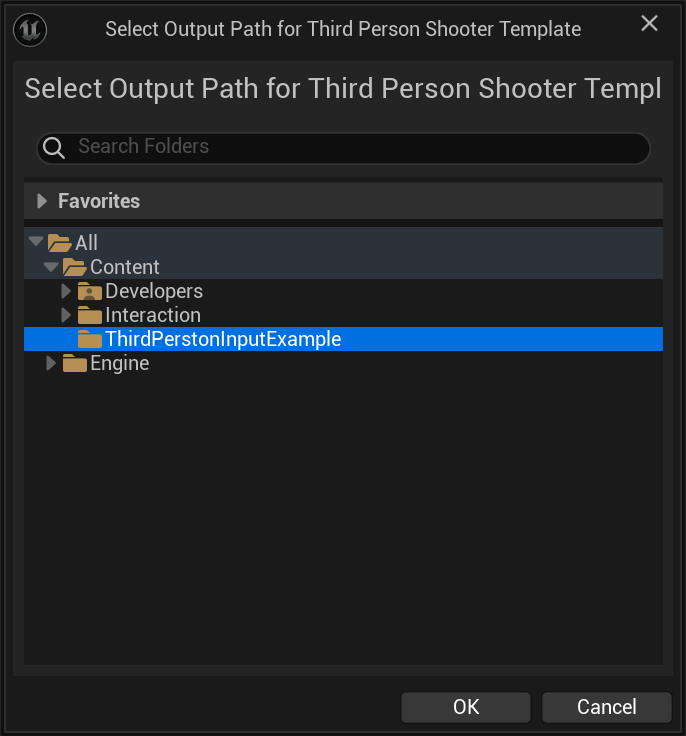 Select Output Path for Third Person Shooter Template
Select Output Path for Third Person Shooter Templ
Search Folders
Favorites
All
Content
Developers
Interaction
ThirdPerstonInputExample
Engine
OK
Cancel